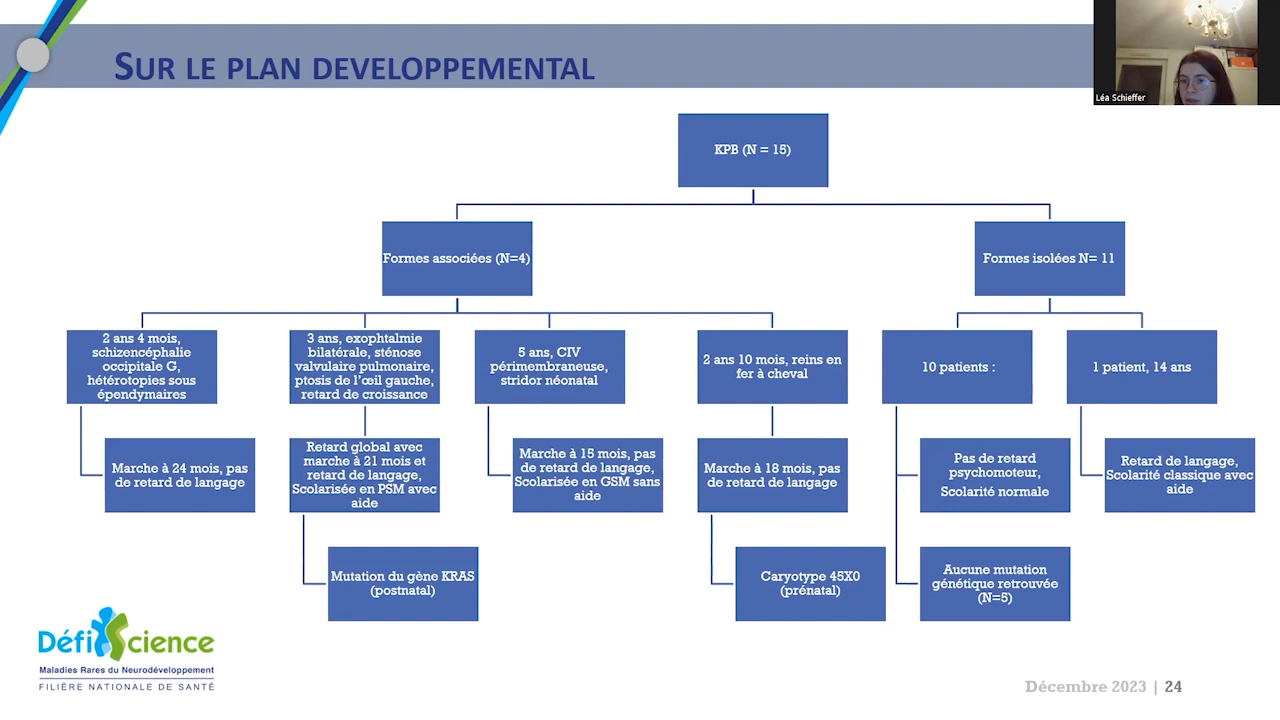 SUR LE PLAN DEVELOPPEMENTAL
Léa Schieffer
KPB (N = 15)
Formes associées (N=4)
Formes isolées N= 11
2 ans 4 mois,
schizencéphalie
occipitale G,
hétérotopies sous
épendymaires
3 ans, exophtalmie
bilatérale, sténose
valvulaire pulmonaire,
ptosis de l'œil gauche,
retard de croissance
5 ans, CIV
périmembraneuse,
stridor néonatal
2 ans 10 mois, reins en
fer à cheval
10 patients :
1 patient, 14 ans
Marche à 24 mois, pas
de retard de langage
Retard global avec
marche à 21 mois et
retard de langage,
Scolarisée en PSM avec
aide
Marche à 15 mois, pas
de retard de langage,
Scolarisée en GSM sans
aide
Marche à 18 mois, pas
de retard de langage
Pas de retard
psychomoteur,
Scolarité normale
Retard de langage,
Scolarité classique avec
aide
Mutation du gène KRAS
(postnatal)
Caryotype 45X0
(prénatal)
Aucune mutation
génétique retrouvée
(N=5)
DéfiScience
Maladies Rares du Neurodéveloppement
FILIÈRE NATIONALE DE SANTÉ
Décembre 2023 | 24